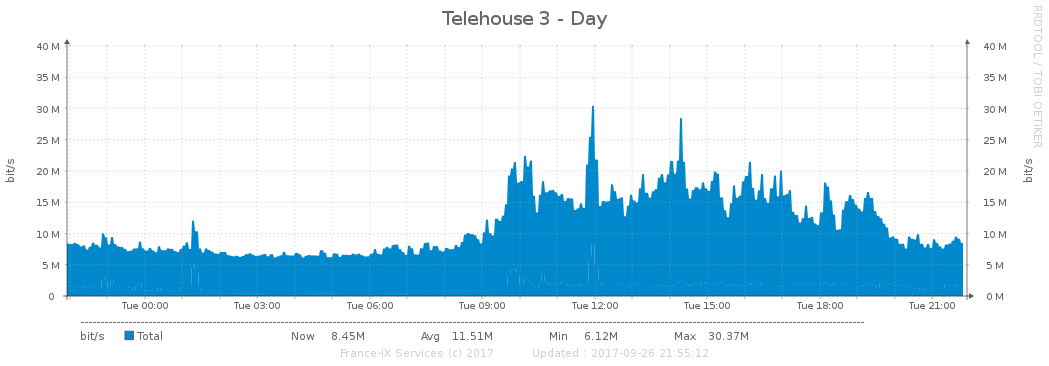 Telehouse 3 - Day
RRDTOOL / TOBI OETIKER
bit/s
bit/s
40 M 40 M
35 M 35 M
30 M 30 M
25 M 25 M
20 M 20 M
15 M 15 M
10 M 10 M
5 M 5 M
0 0 M
Tue 00:00 Tue 03:00 Tue 06:00 Tue 09:00 Tue 12:00 Tue 15:00 Tue 18:00 Tue 21:00
bit/s Total Now 8.45M Avg 11.51M Min 6.12M Max 30.37M
France-IX Services (c) 2017 Updated : 2017-09-26 21:55:12